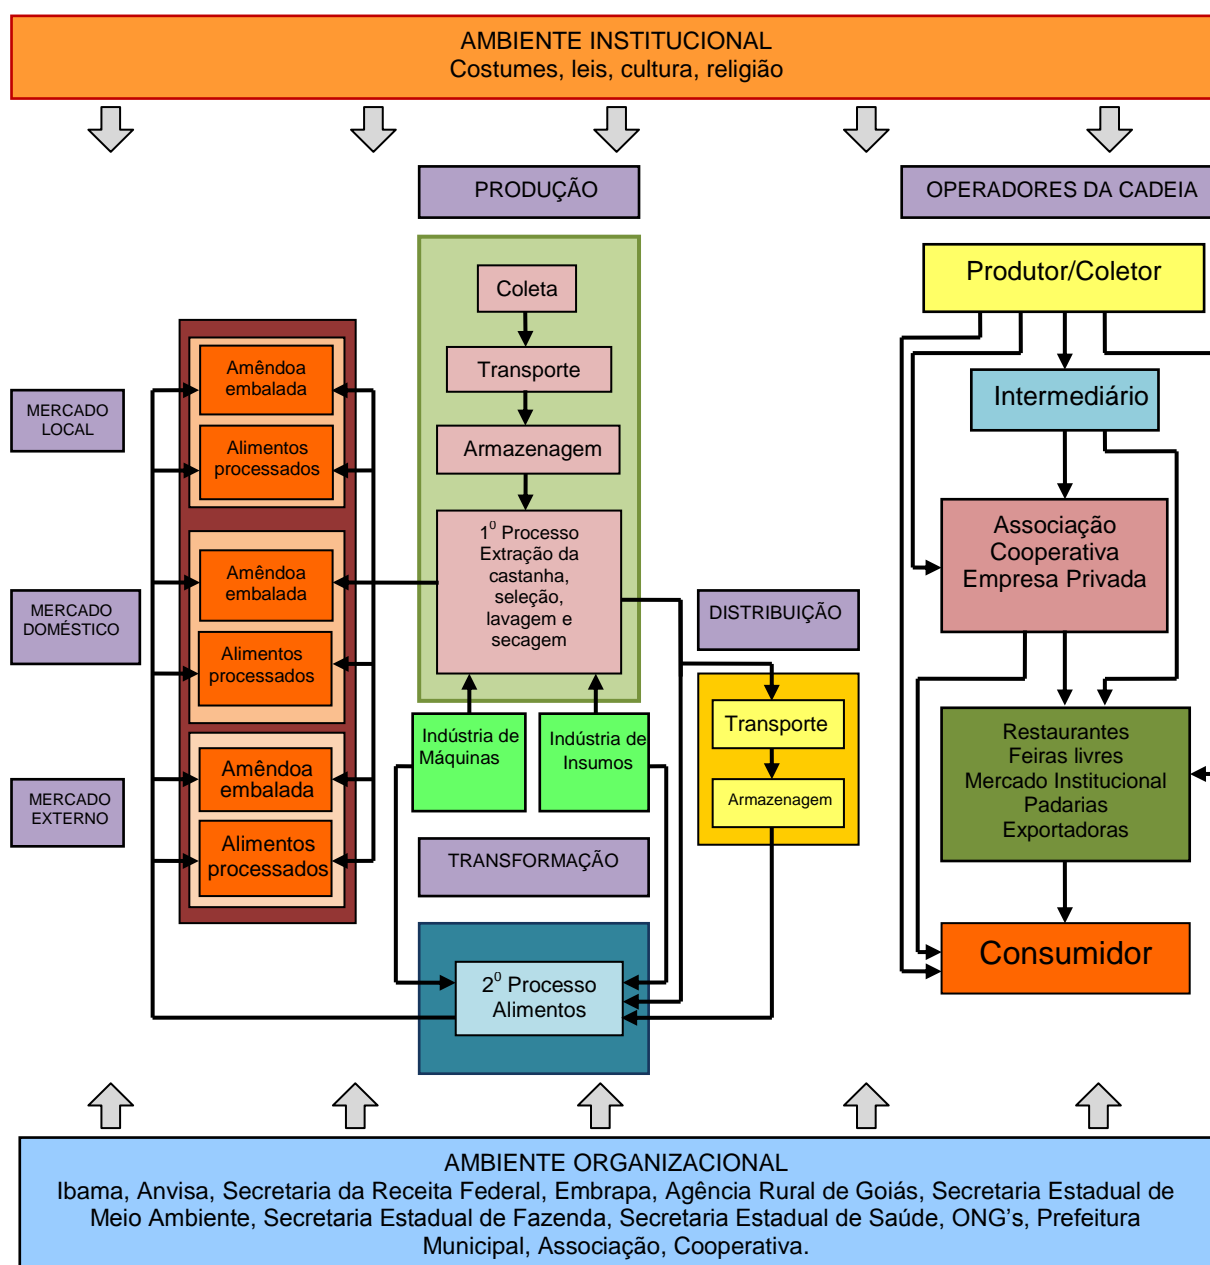 AMBIENTE INSTITUCIONAL
Costumes, leis, cultura, religião
PRODUÇÃO
OPERADORES DA CADEIA
Coleta
Transporte
Armazenagem
1⁰ Processo
Extração da
castanha,
seleção,
lavagem e
secagem
Amêndoa
embalada
Alimentos
processados
MERCADO
LOCAL
Amêndoa
embalada
Alimentos
processados
MERCADO
DOMÉSTICO
Amêndoa
embalada
Alimentos
processados
MERCADO
EXTERNO
Indústria de
Máquinas
Indústria de
Insumos
DISTRIBUIÇÃO
Transporte
Armazenagem
TRANSFORMAÇÃO
2⁰ Processo
Alimentos
Produtor/Coletor
Intermediário
Associação
Cooperativa
Empresa Privada
Restaurantes
Feiras livres
Mercado Institucional
Padarias
Exportadoras
Consumidor
AMBIENTE ORGANIZACIONAL
Ibama, Anvisa, Secretaria da Receita Federal, Embrapa, Agência Rural de Goiás, Secretaria Estadual de
Meio Ambiente, Secretaria Estadual de Fazenda, Secretaria Estadual de Saúde, ONG’s, Prefeitura
Municipal, Associação, Cooperativa.